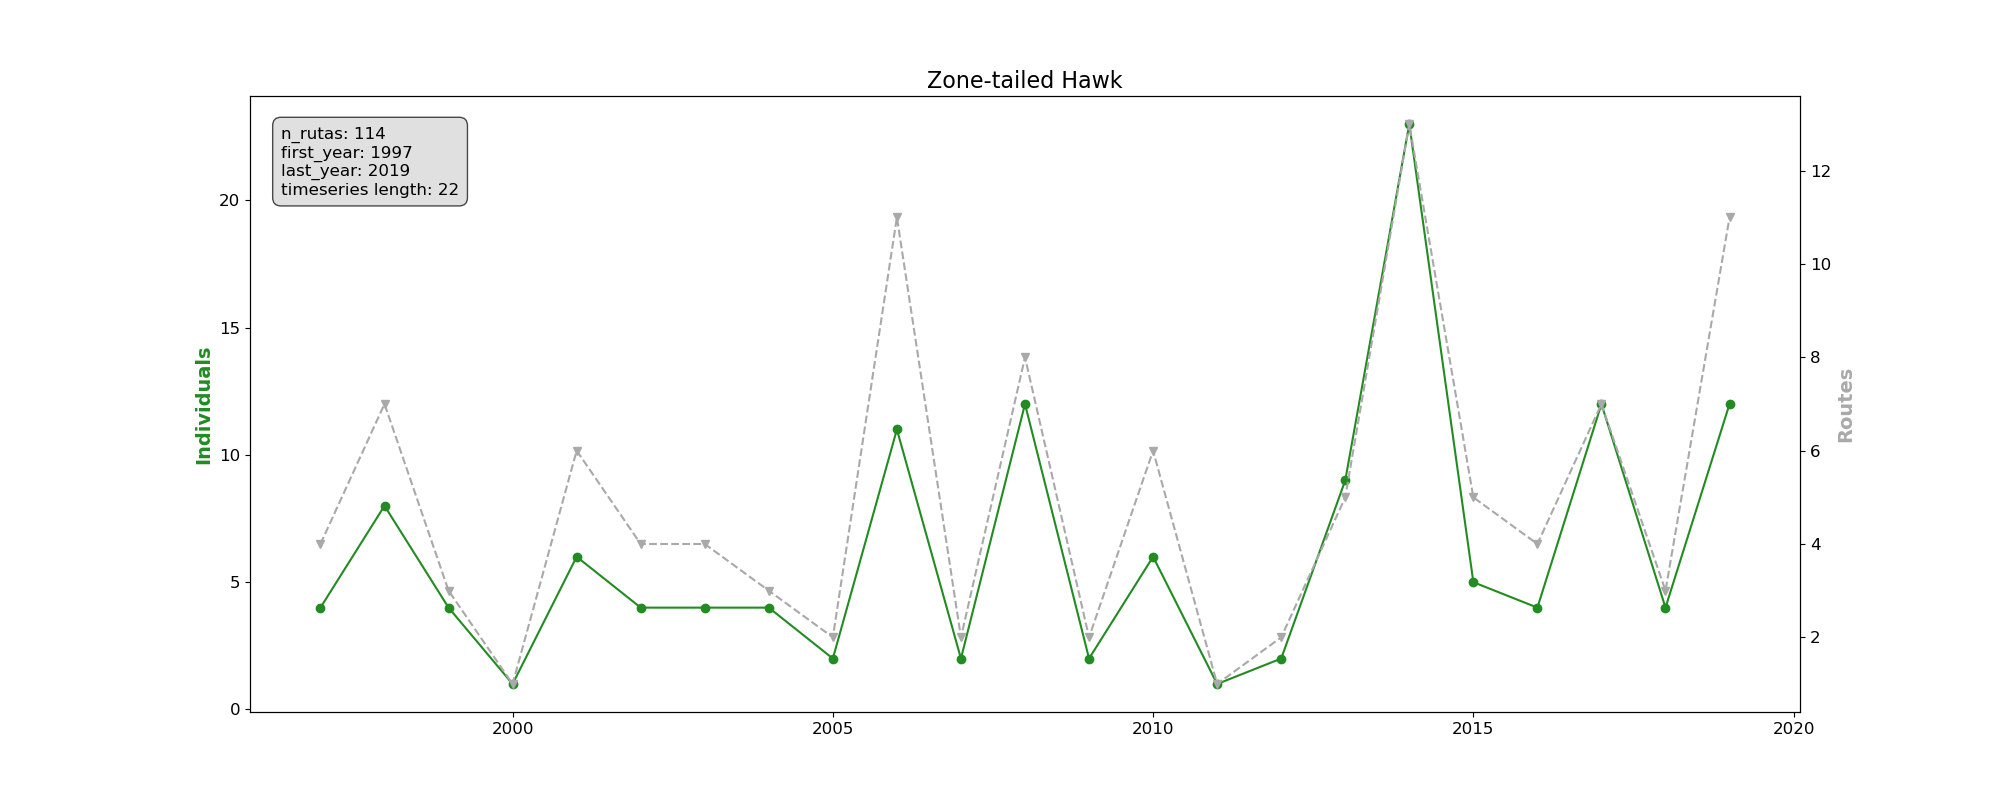 Zone-tailed Hawk
n_rutas: 114
first_year: 1997
last_year: 2019
timeseries length: 22
20
15
10
5
0
Individuals
12
10
8
6
4
2
Routes
2000
2005
2010
2015
2020